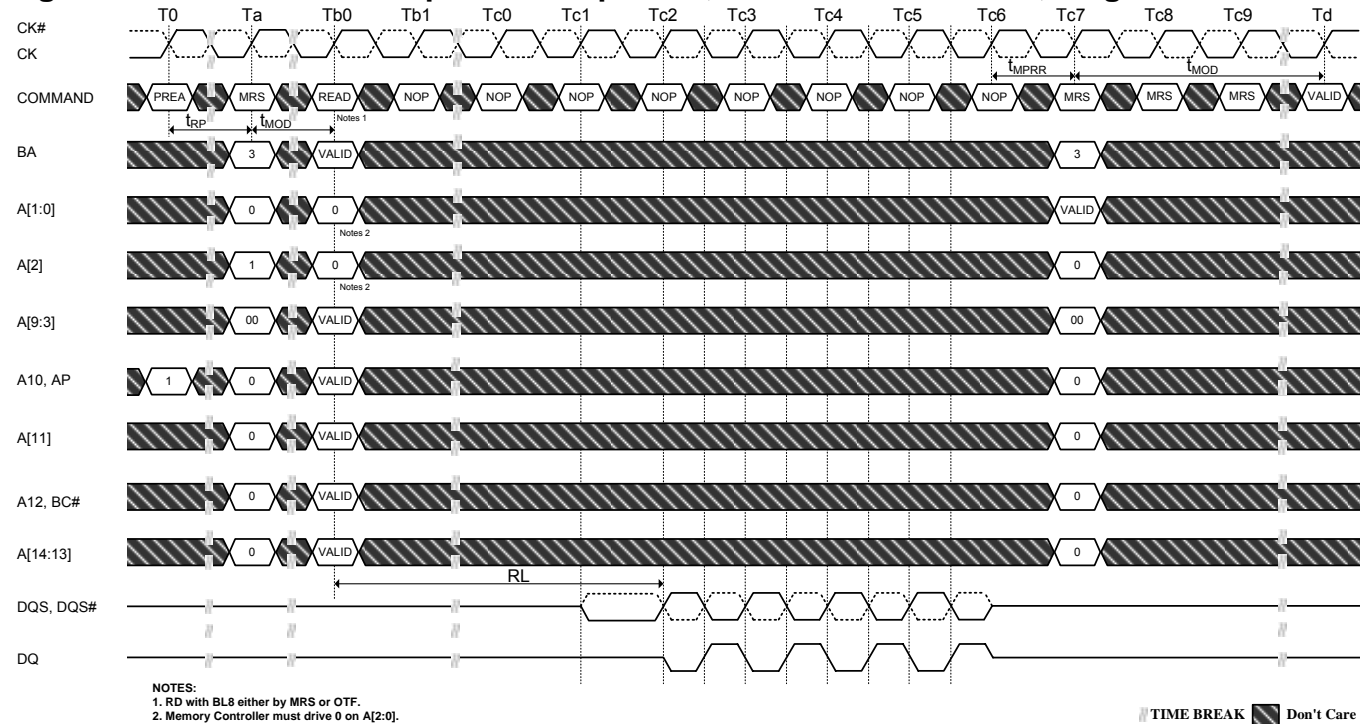 T0 Ta Tb0 Tb1 Tc0 Tc1 Tc2 Tc3 Tc4 Tc5 Tc6 Tc7 Tc8 Tc9 Td
CK#
CK
tMPRR tMOD
COMMAND PREA MRS READ NOP NOP NOP NOP NOP NOP NOP NOP MRS MRS MRS VALID
tRP tMOD Notes 1
BA 3 VALID 3
A[1:0] 0 0 VALID
Notes 2
A[2] 1 0 0
Notes 2
A[9:3] 00 VALID 00
A10, AP 1 0 VALID 0
A[11] 0 VALID 0
A12, BC# 0 VALID 0
A[14:13] 0 VALID 0
RL
DQS, DQS#
DQ
NOTES:
1. RD with BL8 either by MRS or OTF.
2. Memory Controller must drive 0 on A[2:0].
TIME BREAK Don't Care